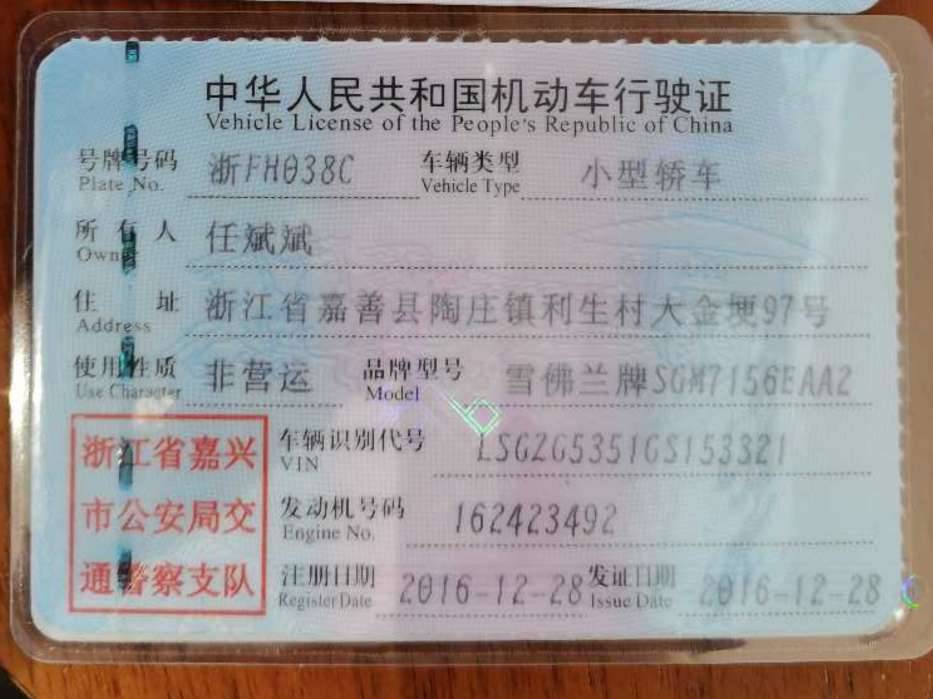 中华人民共和国机动车行驶证
Vehicle License of the People's Republic of China
号牌号码 浙FH038C 车辆类型 小型轿车
Plate No. Vehicle Type
所有人 任斌斌
Owner
住址 浙江省嘉善县陶庄镇利生村大金埂97号
Address
使用性质 非营运 品牌型号 雪佛兰牌SGM7156EAA2
Use Character Model
浙江省嘉兴 车辆识别代号 LSGZG5351GS153321
VIN
市公安局交 发动机号码 162423492
Engine No.
通警察支队 注册日期 2016-12-28 发证日期 2016-12-28
Register Date Issue Date